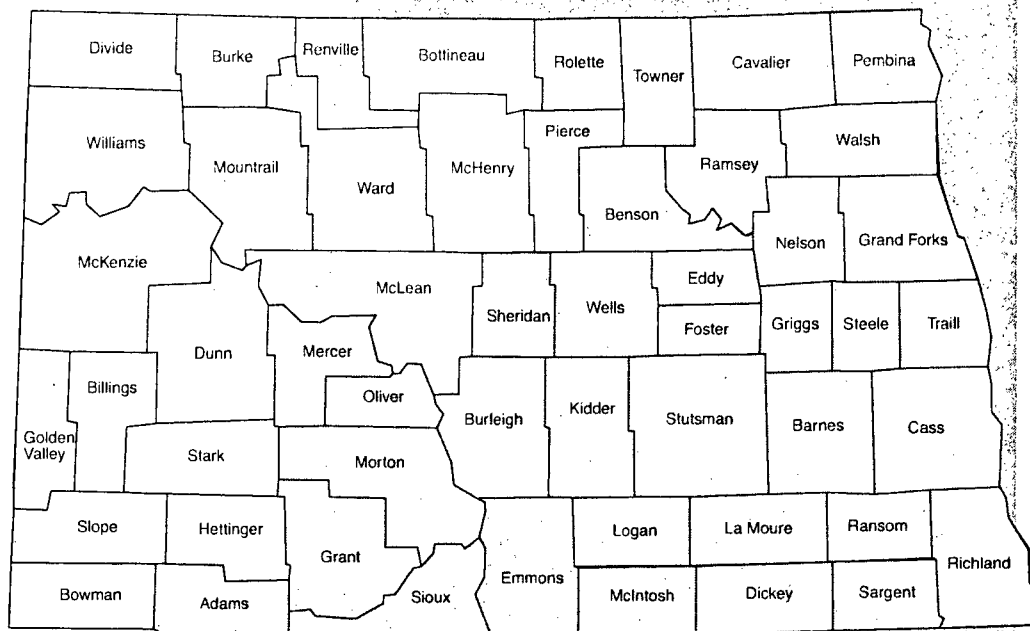 Divide
Burke
Renville
Bottineau
Rolette
Towner
Cavalier
Pembina
Williams
Mountrail
Ward
McHenry
Pierce
Benson
Ramsey
Walsh
Nelson
Grand Forks
McKenzie
Dunn
McLean
Sheridan
Wells
Eddy
Foster
Griggs
Steele
Traill
Mercer
Oliver
Billings
Golden
Valley
Stark
Morton
Burleigh
Kidder
Stutsman
Barnes
Cass
Slope
Hettinger
Grant
Sioux
Emmons
Logan
La Moure
Ransom
Richland
Bowman
Adams
McIntosh
Dickey
Sargent